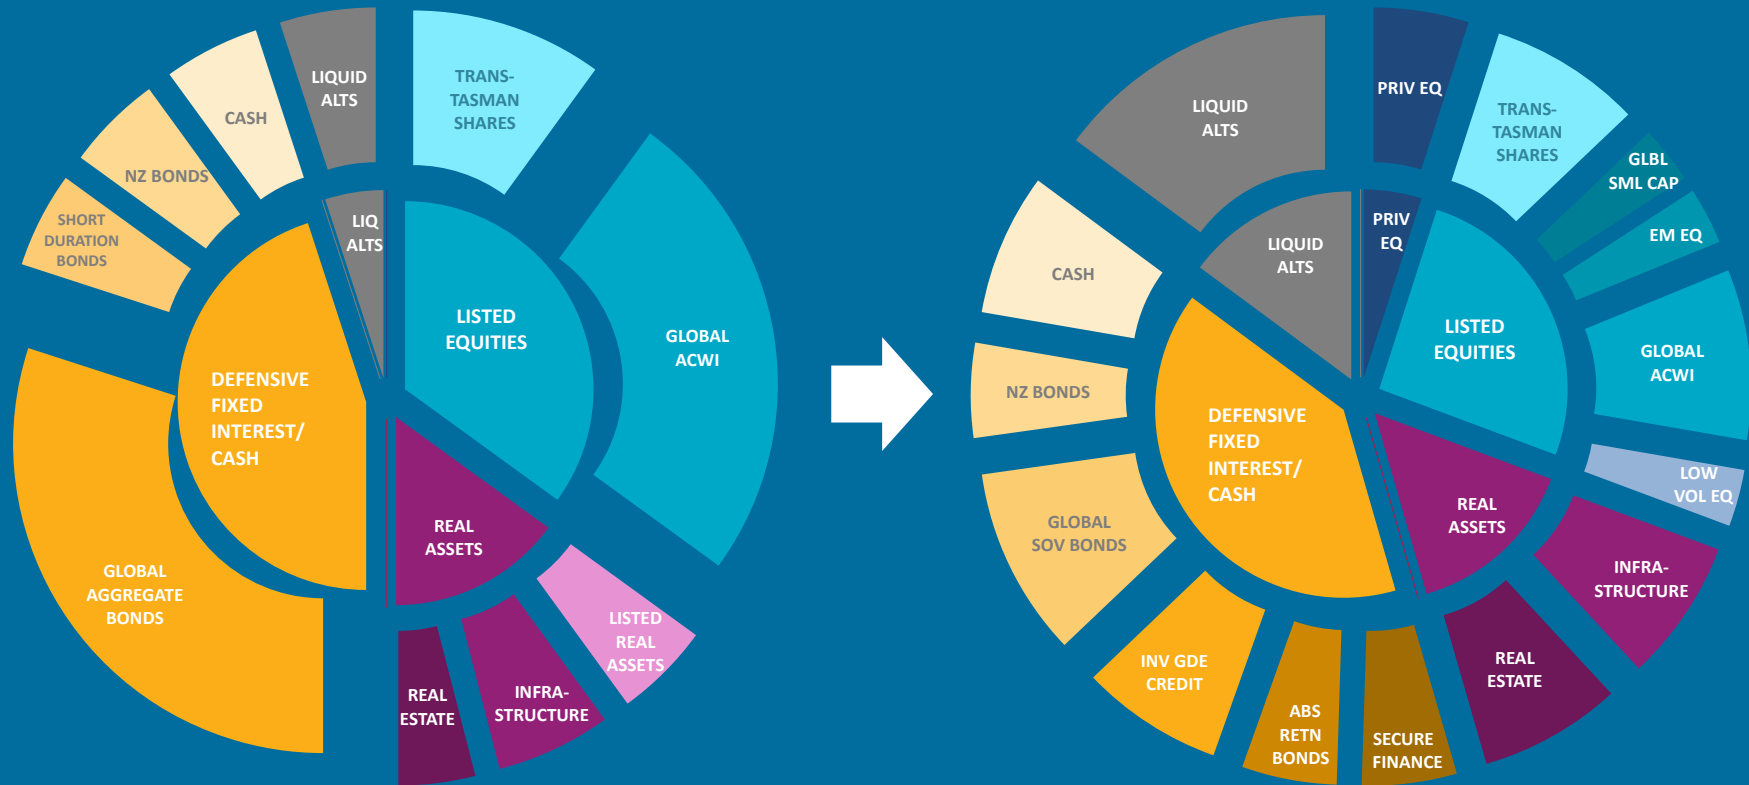 LIQUID
ALTS
TRANS-
TASMAN
SHARES
CASH
NZ BONDS
SHORT
DURATION
BONDS
LIQ
ALTS
LISTED
EQUITIES
GLOBAL
ACWI
DEFENSIVE
FIXED
INTEREST/
CASH
REAL
ASSETS
GLOBAL
AGGREGATE
BONDS
LISTED
REAL
ASSETS
INFRA-
STRUCTURE
REAL
ESTATE
LIQUID
ALTS
PRIV EQ
TRANS-
TASMAN
SHARES
GLBL
SML CAP
EM EQ
PRIV
EQ
LIQUID
ALTS
CASH
LISTED
EQUITIES
GLOBAL
ACWI
NZ BONDS
DEFENSIVE
FIXED
INTEREST/
CASH
LOW
VOL EQ
REAL
ASSETS
GLOBAL
SOV BONDS
INFRA-
STRUCTURE
INV GDE
CREDIT
REAL
ESTATE
ABS
RETN
BONDS
SECURE
FINANCE